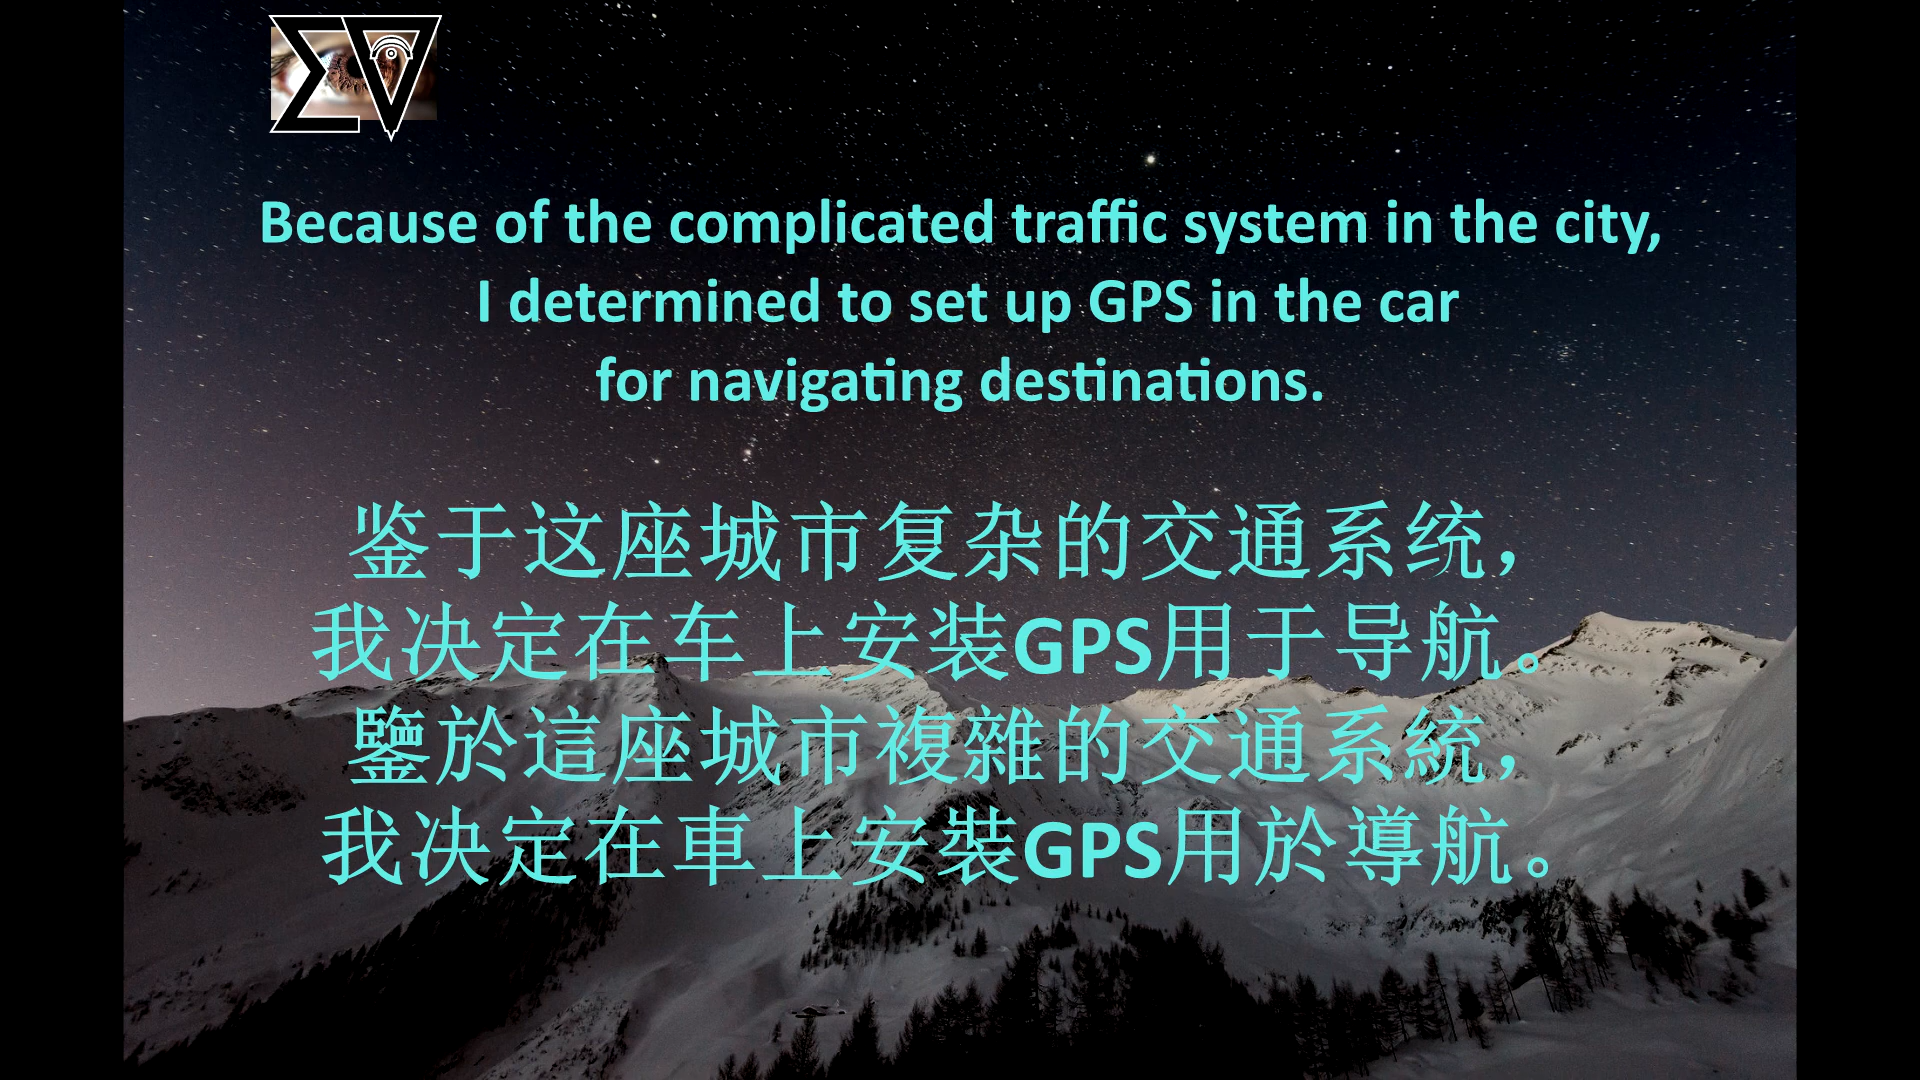 Because of the complicated traffic system in the city,
I determined to set up GPS in the car
for navigating destinations.
鉴于这座城市复杂的交通系统，
我决定在车上安装GPS用于导航。
鑒於這座城市複雜的交通系統，
我决定在車上安裝GPS用於導航。